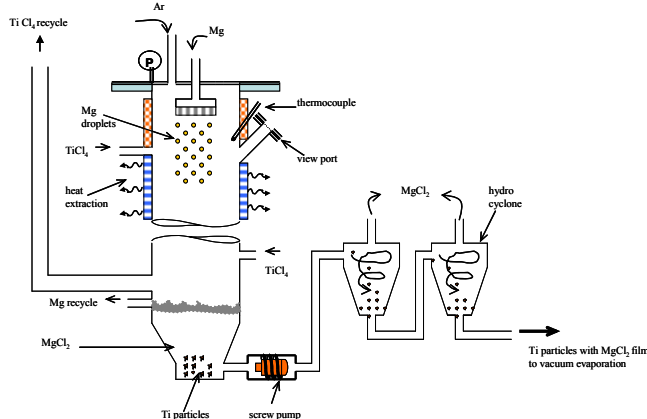 Ar
Ti Cl4 recycle
Mg
P
thermocouple
Mg
droplets
TiCl4
view port
heat
extraction
MgCl2
hydro
cyclone
TiCl4
Mg recycle
MgCl2
Ti particles with MgCl2 film
to vacuum evaporation
Ti particles
screw pump